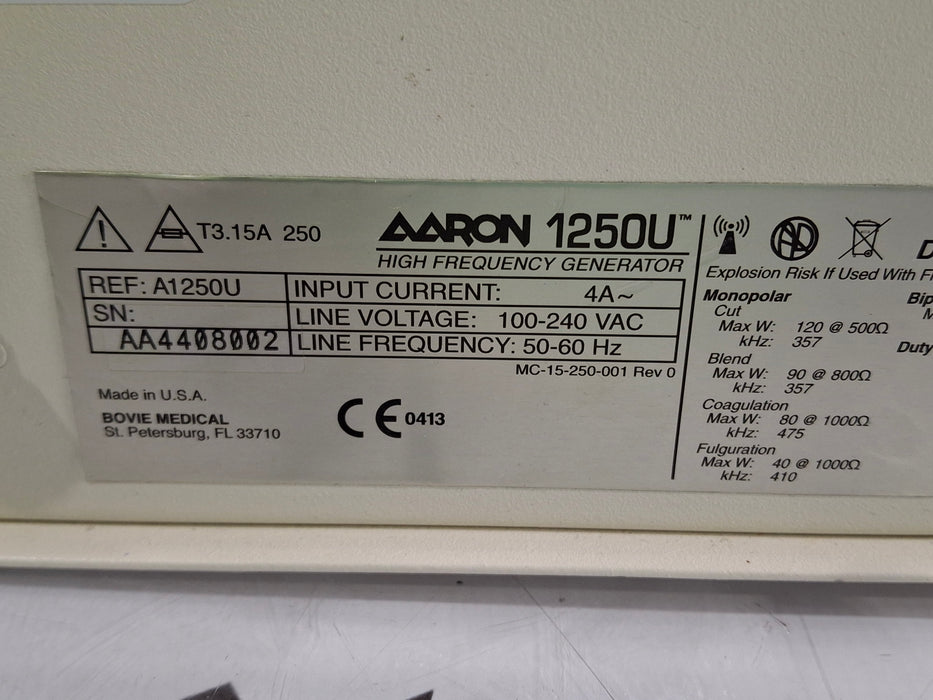 T3.15A 250
AARON 1250U™
HIGH FREQUENCY GENERATOR
REF: A1250U
SN:
AA4408002
INPUT CURRENT: 4A~
LINE VOLTAGE: 100-240 VAC
LINE FREQUENCY: 50-60 Hz
MC-15-250-001 Rev 0
Made in U.S.A.
BOVIE MEDICAL
St. Petersburg, FL 33710
CE 0413
Explosion Risk If Used With
Monopolar
Cut
Max W: 120 @ 500Ω
kHz: 357
Blend
Max W: 90 @ 800Ω
kHz: 357
Coagulation
Max W: 80 @ 1000Ω
kHz: 475
Fulguration
Max W: 40 @ 1000Ω
kHz: 410
Duty